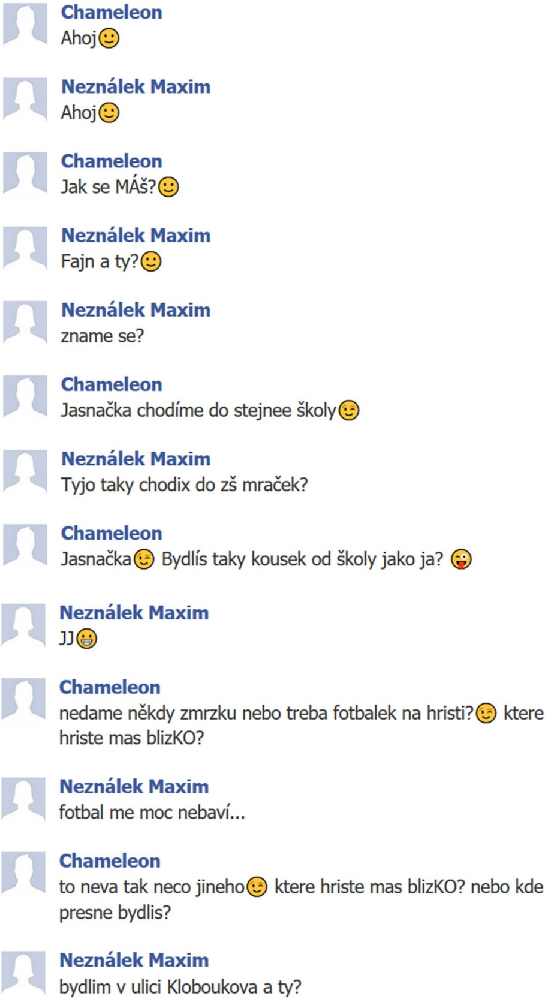 Chameleon
Ahoj🙂
Neználek Maxim
Ahoj🙂
Chameleon
Jak se MÁš?🙂
Neználek Maxim
Fajn a ty?🙂
Neználek Maxim
zname se?
Chameleon
Jasnačka chodíme do stejnee školy😉
Neználek Maxim
Tyjo taky chodix do zš mraček?
Chameleon
Jasnačka😉 Bydlís taky kousek od školy jako ja? 😜
Neználek Maxim
JJ😀
Chameleon
nedame někdy zmrzku nebo treba fotbalek na hristi?😉 ktere
hriste mas blizKO?
Neználek Maxim
fotbal me moc nebaví...
Chameleon
to neva tak neco jineho😉 ktere hriste mas blizKO? nebo kde
presne bydlis?
Neználek Maxim
bydlim v ulici Kloboukova a ty?